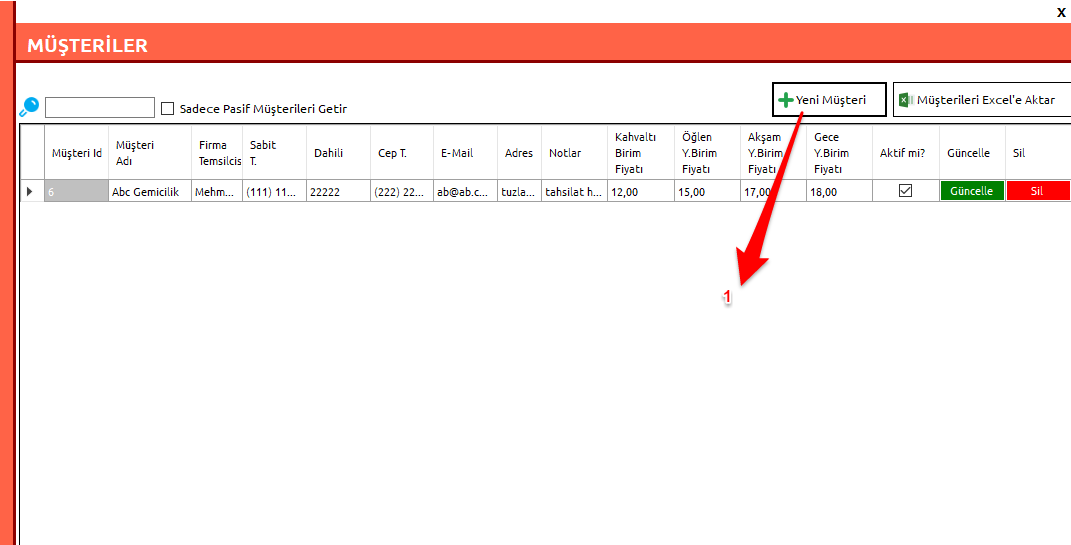 X
MÜŞTERİLER
Sadece Pasif Müşterileri Getir
Yeni Müşteri
Müşterileri Excel'e Aktar
Müşteri Id
Müşteri Adı
Firma Temsilcis
Sabit T.
Dahili
Cep T.
E-Mail
Adres
Notlar
Kahvaltı Birim Fiyatı
Öğlen Y.Birim Fiyatı
Akşam Y.Birim Fiyatı
Gece Y.Birim Fiyatı
Aktif mi?
Güncelle
Sil
6
Abc Gemicilik
Mehm...
(111) 11...
22222
(222) 22...
ab@ab.c...
tuzla...
tahsilat h...
12,00
15,00
17,00
18,00
Güncelle
Sil
1